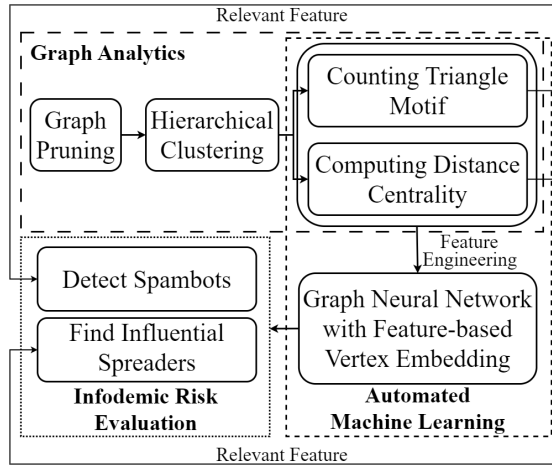 Relevant Feature
Graph Analytics
Graph
Pruning
Hierarchical
Clustering
Counting Triangle
Motif
Computing Distance
Centrality
Feature
Engineering
Detect Spambots
Find Influential
Spreaders
Infodemic Risk
Evaluation
Graph Neural Network
with Feature-based
Vertex Embedding
Automated
Machine Learning
Relevant Feature